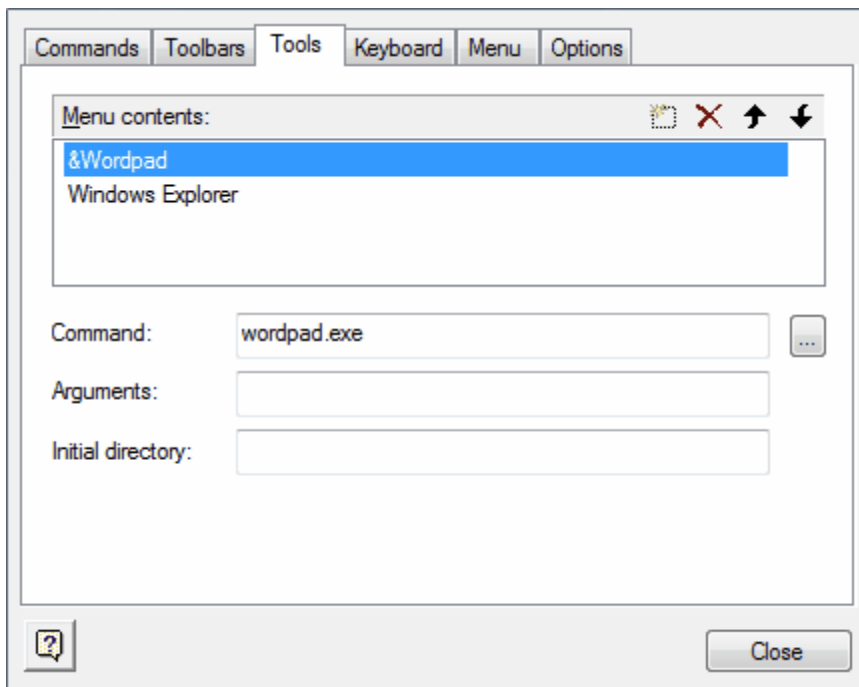 Commands Toolbars Tools Keyboard Menu Options
Menu contents:
&Wordpad
Windows Explorer
Command: wordpad.exe ...
Arguments:
Initial directory:
? Close